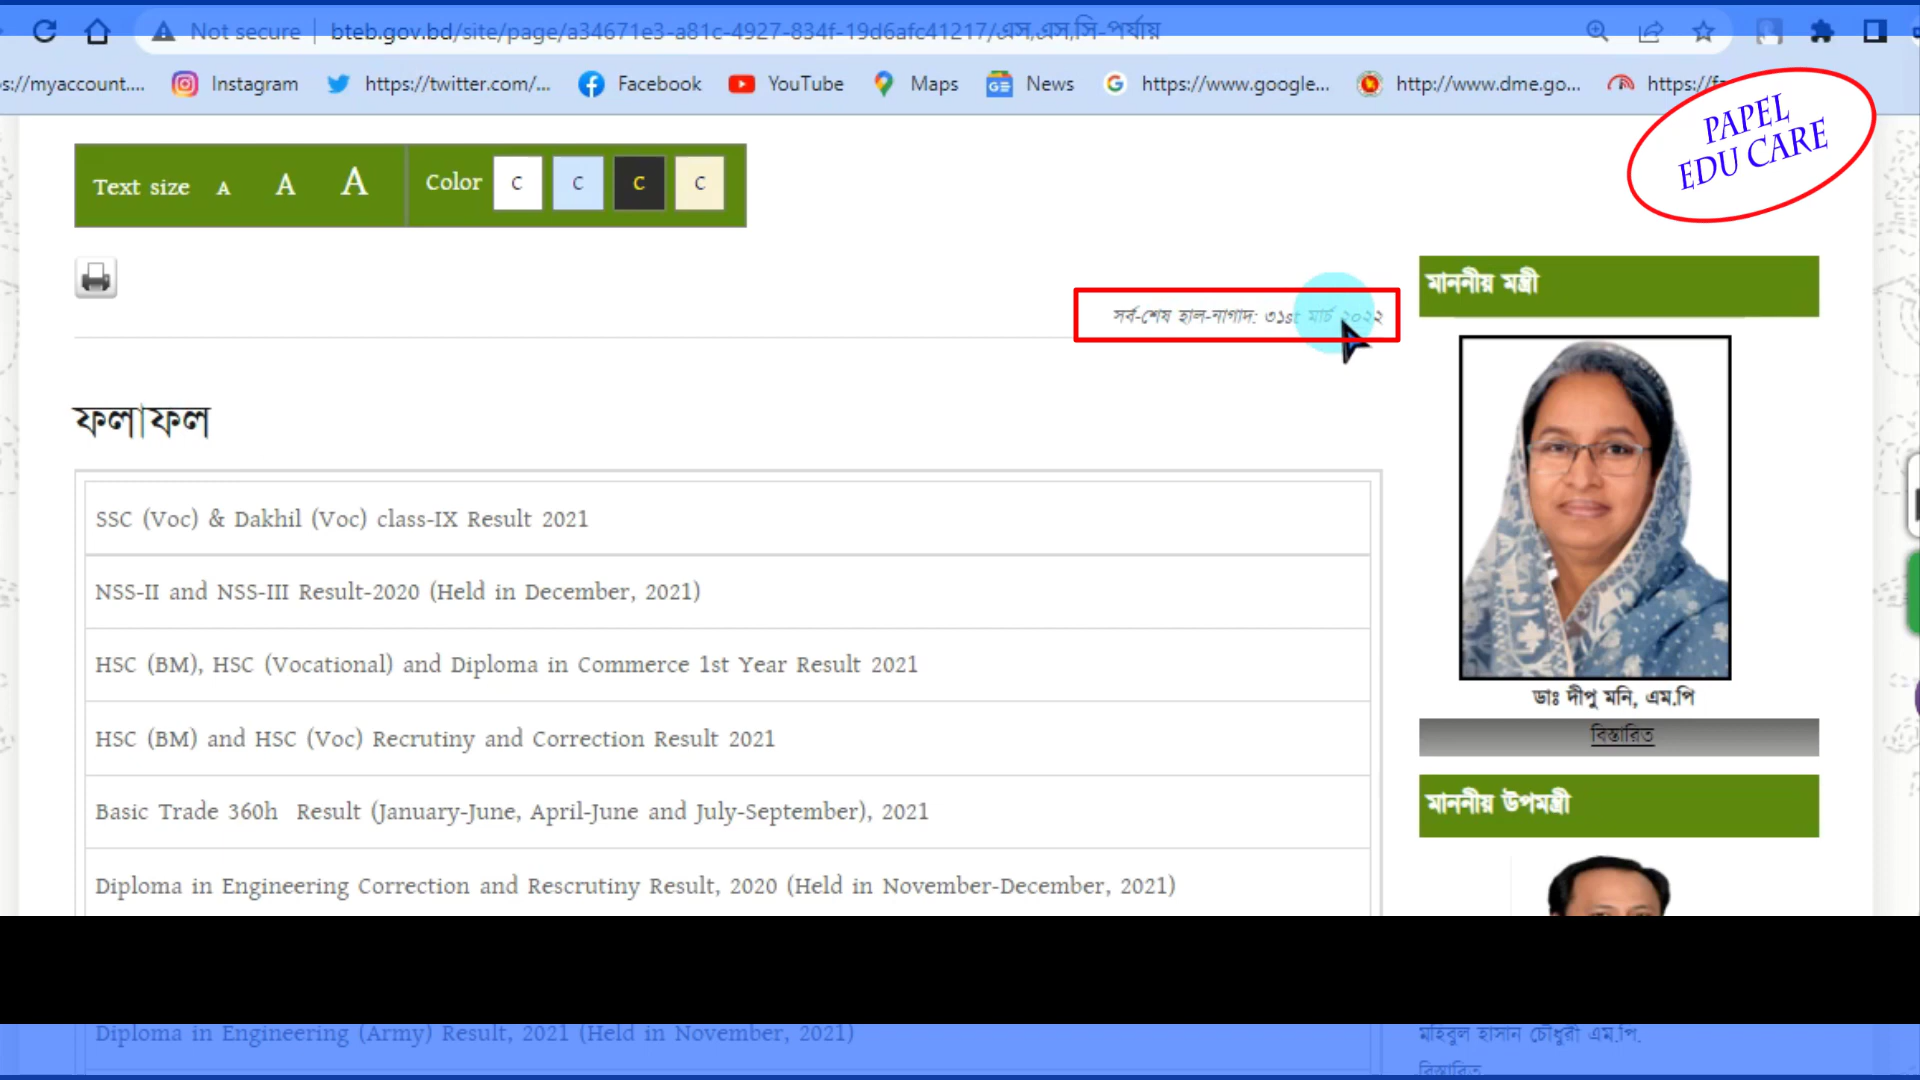 Not secure | bteb.gov.bd/site/page/a34671e3-a81c-4927-834f-19d6afc41217/এস,এস,সি-পর্যায়
s://myaccount.... Instagram https://twitter.com/... Facebook YouTube Maps News https://www.google... http://www.dme.go...
PAPEL
EDU CARE
Text size A A A Color C C C C
সর্ব-শেষ হাল-নাগাদ: ৩১st মার্চ ২০২২
মাননীয় মন্ত্রী
ফলাফল
SSC (Voc) & Dakhil (Voc) class-IX Result 2021
NSS-II and NSS-III Result-2020 (Held in December, 2021)
HSC (BM), HSC (Vocational) and Diploma in Commerce 1st Year Result 2021
ডাঃ দীপু মনি, এম.পি
HSC (BM) and HSC (Voc) Recrutiny and Correction Result 2021
বিস্তারিত
মাননীয় উপমন্ত্রী
Basic Trade 360h Result (January-June, April-June and July-September), 2021
Diploma in Engineering Correction and Rescrutiny Result, 2020 (Held in November-December, 2021)
Diploma in Engineering (Army) Result, 2021 (Held in November, 2021)
মহিবুল হাসান চৌধুরী এম.পি.
বিস্তারিত